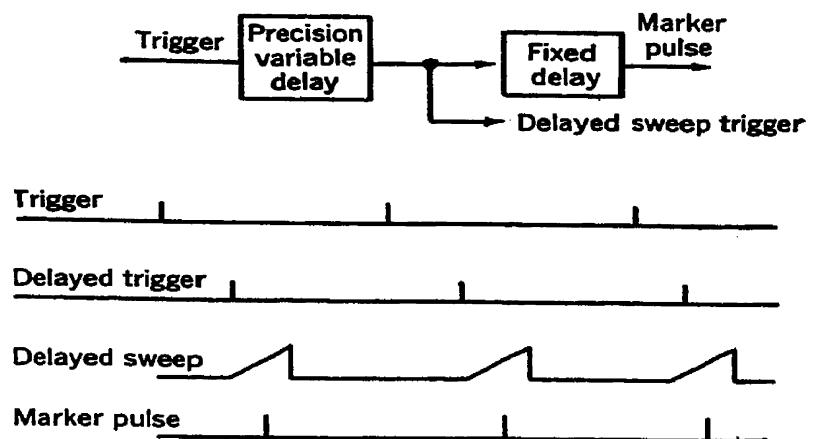 Trigger
Precision
variable
delay
Fixed
delay
Marker
pulse
Delayed sweep trigger
Trigger
Delayed trigger
Delayed sweep
Marker pulse